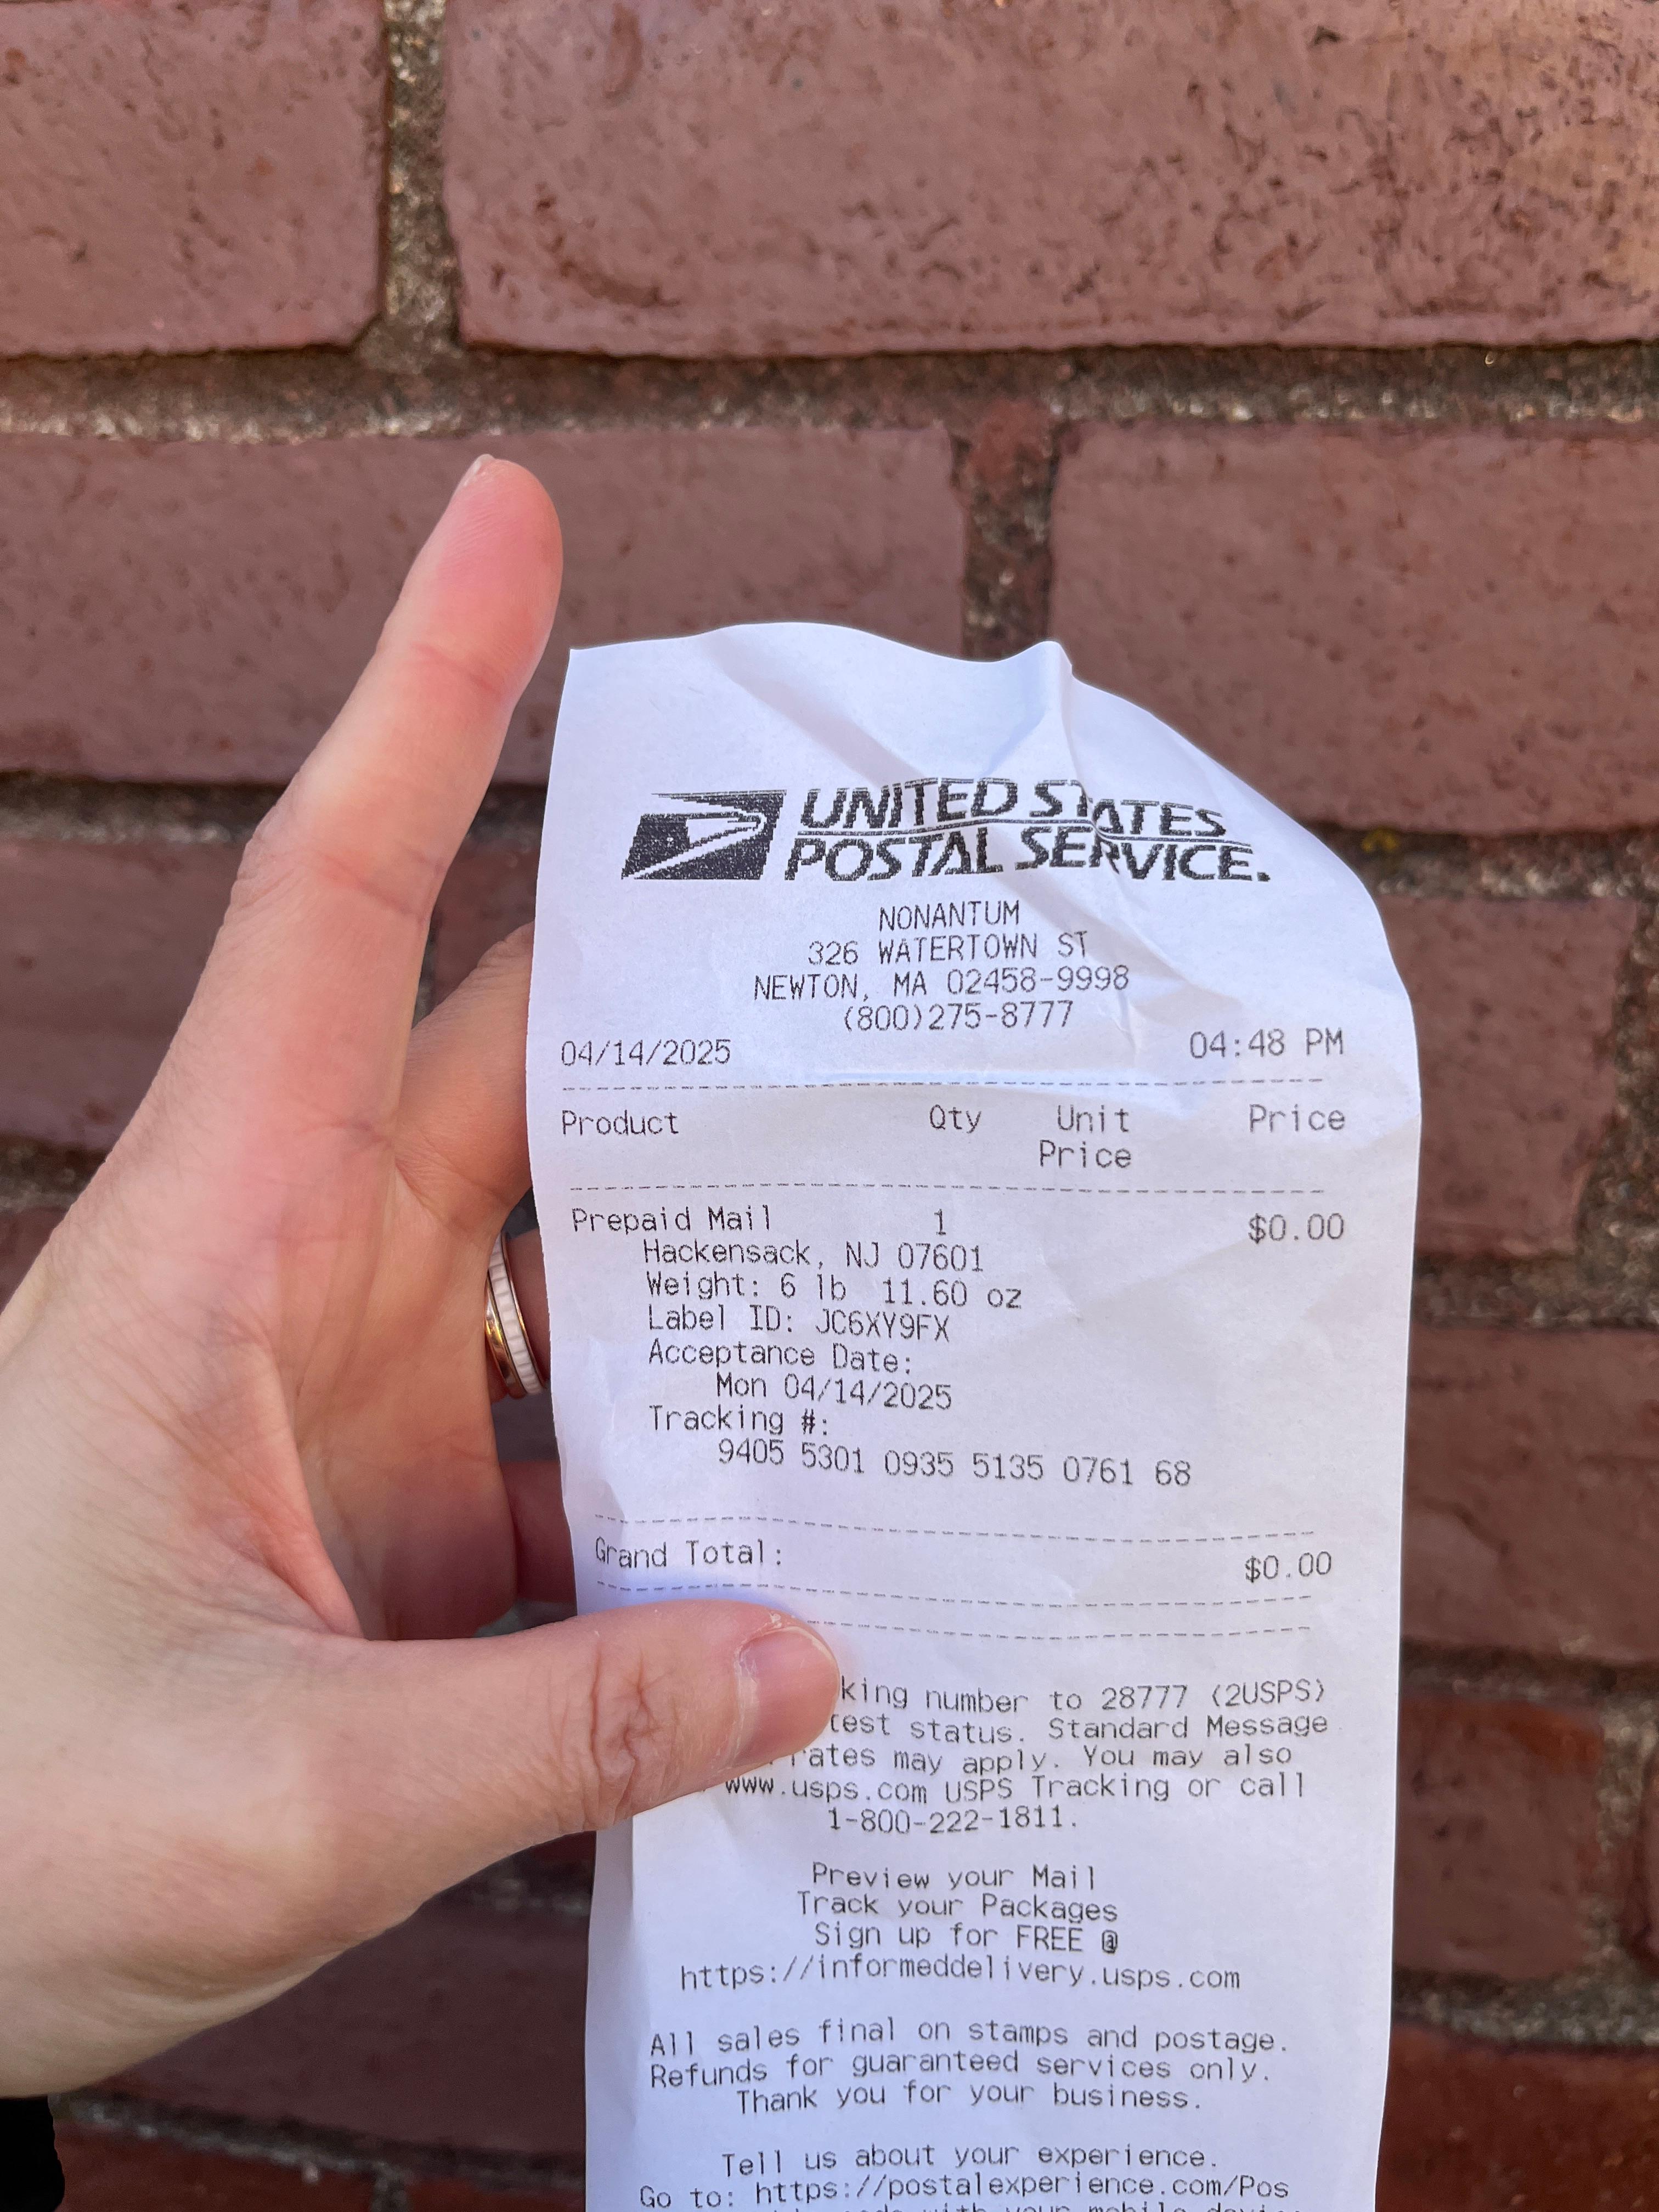 UNITED STATES
POSTAL SERVICE.
NONANTUM
326 WATERTOWN ST
NEWTON, MA 02458-9998
(800)275-8777
04/14/2025 04:48 PM
Product Qty Unit Price
Price
Prepaid Mail 1 $0.00
Hackensack, NJ 07601
Weight: 6 lb 11.60 oz
Label ID: JC6XY9FX
Acceptance Date:
Mon 04/14/2025
Tracking #:
9405 5301 0935 5135 0761 68
Grand Total: $0.00
king number to 28777 (2USPS)
test status. Standard Message
rates may apply. You may also
www.usps.com USPS Tracking or call
1-800-222-1811.
Preview your Mail
Track your Packages
Sign up for FREE @
https://informeddelivery.usps.com
All sales final on stamps and postage.
Refunds for guaranteed services only.
Thank you for your business.
Tell us about your experience.
Go to: https://postalexperience.com/Pos